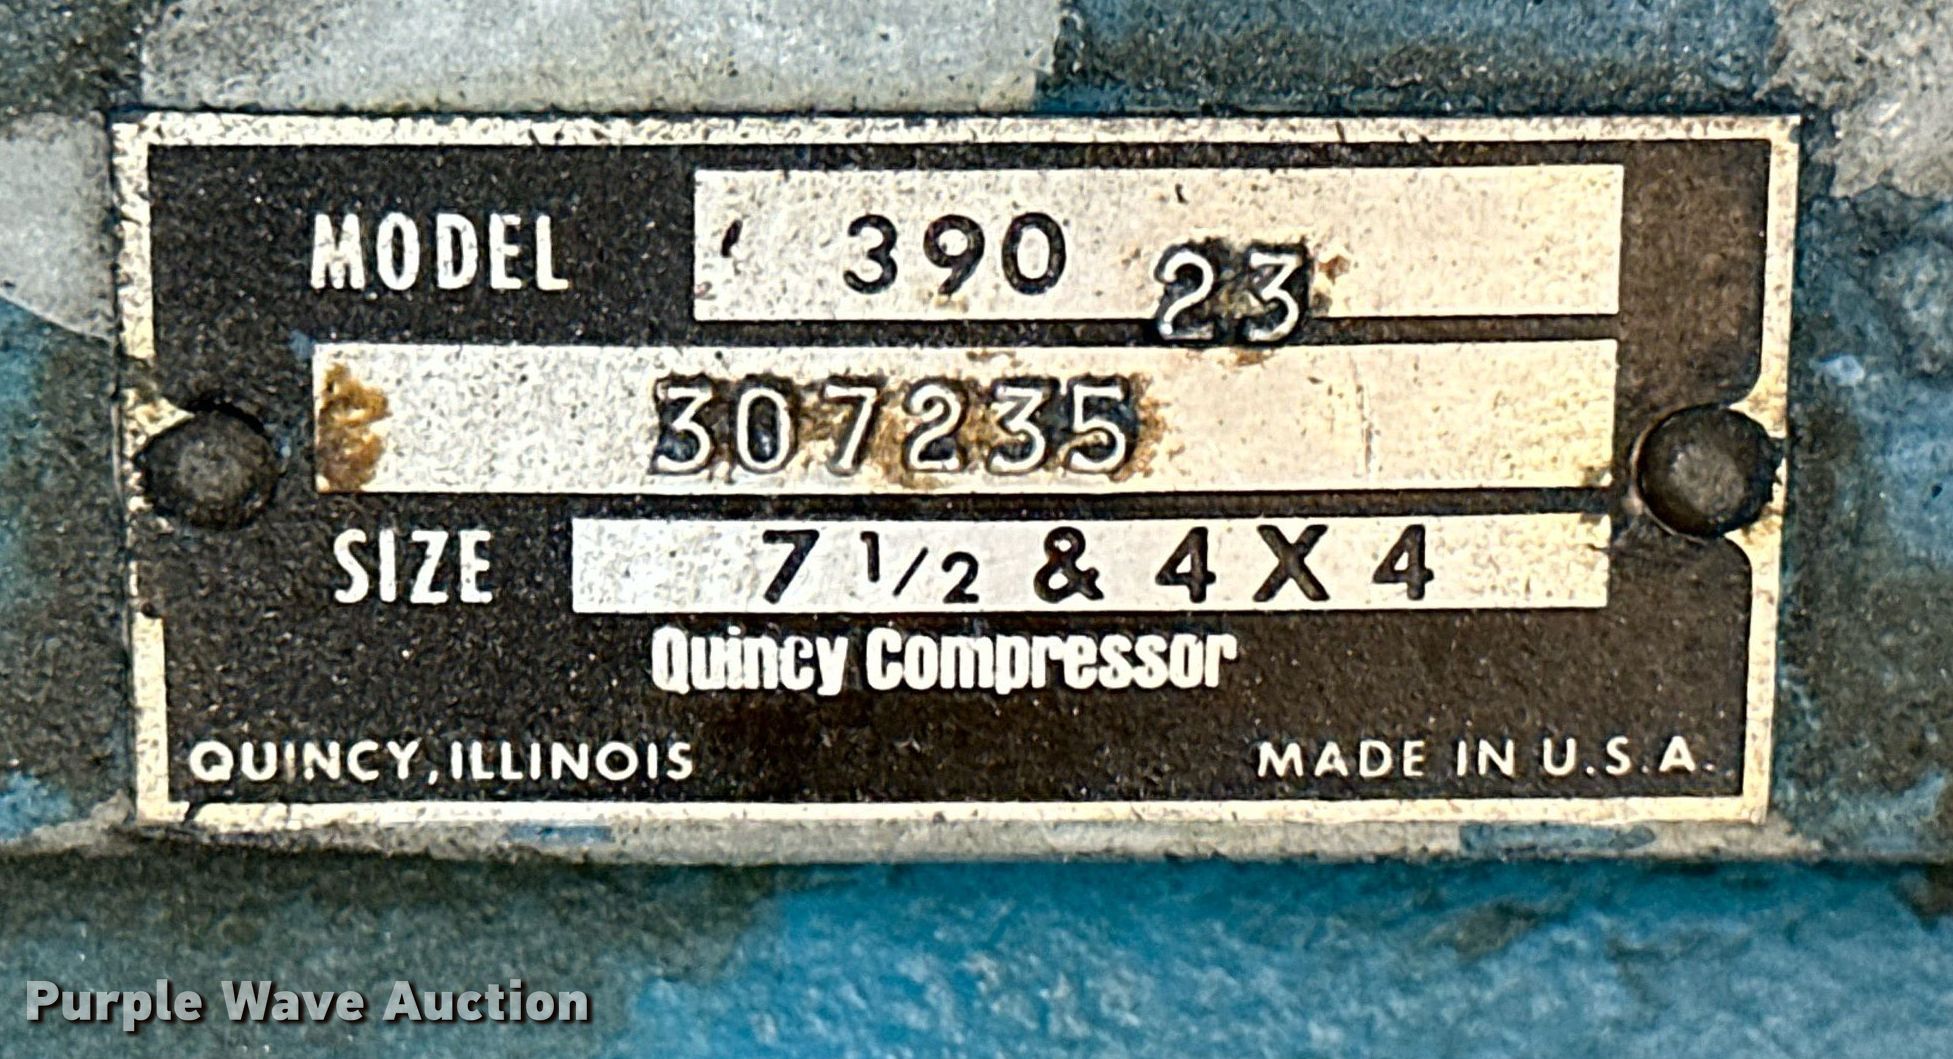 MODEL 390 23
307235
SIZE 7 1/2 & 4 X 4
Quincy Compressor
QUINCY, ILLINOIS MADE IN U.S.A.
Purple Wave Auction